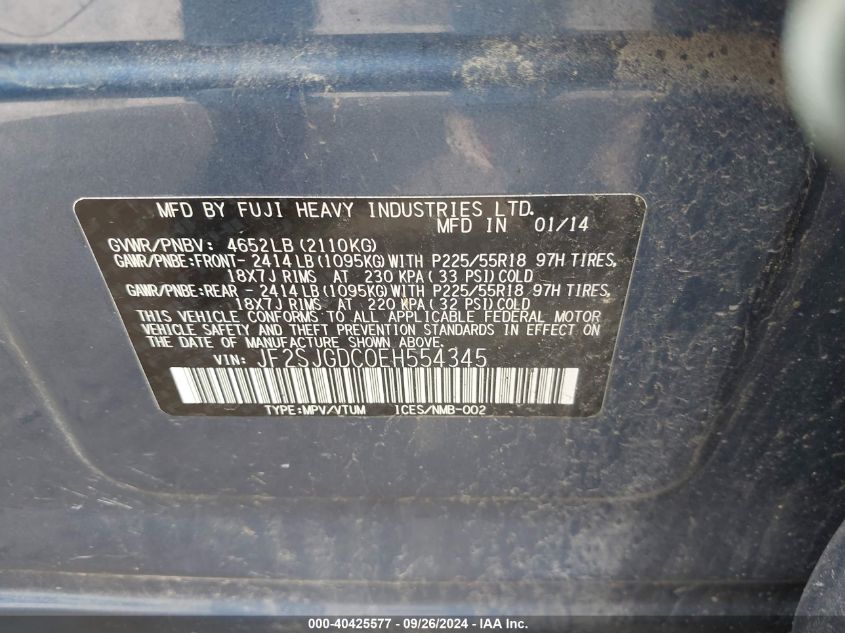 MFD BY FUJI HEAVY INDUSTRIES LTD.
MFD IN 01/14
GVWR/PNBV: 4652LB (2110KG)
GAWR/PNBE:FRONT- 2414LB (1095KG) WITH P225/55R18 97H TIRES,
18X7J RIMS AT 230 KPA (33 PSI) COLD
GAWR/PNBE:REAR - 2414LB (1095KG) WITH P225/55R18 97H TIRES,
18X7J RIMS AT 220 KPA (32 PSI) COLD
THIS VEHICLE CONFORMS TO ALL APPLICABLE FEDERAL MOTOR
VEHICLE SAFETY AND THEFT PREVENTION STANDARDS IN EFFECT ON
THE DATE OF MANUFACTURE SHOWN ABOVE.
VIN: JF2SJGDC0EH554345
TYPE:MPV/VTUM ICES/NMB-002
000-40425577 - 09/26/2024 - IAA Inc.